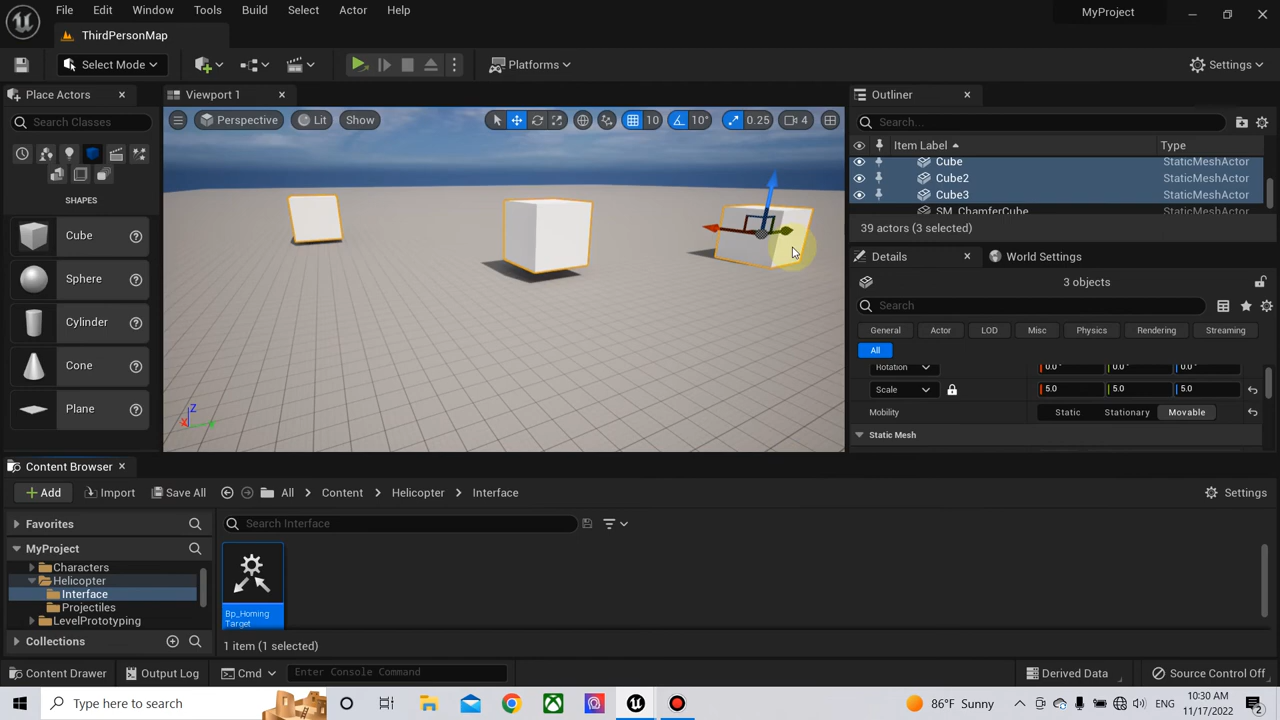 File Edit Window Tools Build Select Actor Help
MyProject
ThirdPersonMap
Select Mode
Platforms
Settings
Place Actors
Viewport 1
Outliner
Search Classes
Perspective
Lit
Show
10
10°
0.25
4
Search...
Item Label
Type
Cube StaticMeshActor
Cube2 StaticMeshActor
Cube3 StaticMeshActor
SM_ChamferCube StaticMeshActor
39 actors (3 selected)
SHAPES
Cube
Sphere
Cylinder
Cone
Plane
Details
World Settings
3 objects
Search
General Actor LOD Misc Physics Rendering Streaming
All
Rotation 0.0° 0.0° 0.0°
Scale 5.0 5.0 5.0
Mobility Static Stationary Movable
Static Mesh
Z
X
Y
Content Browser
Add
Import
Save All
All
Content
Helicopter
Interface
Settings
Favorites
Search Interface
MyProject
Characters
Helicopter
Interface
Projectiles
LevelPrototyping
Collections
Bp_Homing
Target
1 item (1 selected)
Content Drawer
Output Log
Cmd
Enter Console Command
Derived Data
Source Control Off
Type here to search
86°F Sunny
ENG
10:30 AM
11/17/2022
2